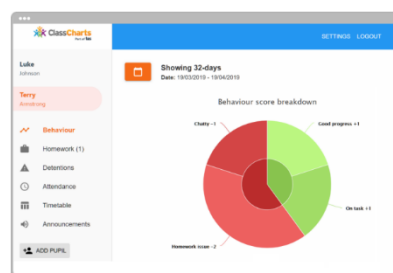 ClassCharts
SETTINGS LOGOUT
Luke
Johnson
Terry
Armstrong
Behaviour
Homework (1)
Detentions
Attendance
Timetable
Announcements
ADD PUPIL
Showing 32-days
Date: 19/03/2019 - 19/04/2019
Behaviour score breakdown
Chatty -1
Good progress +1
On task +1
Homework issue -2